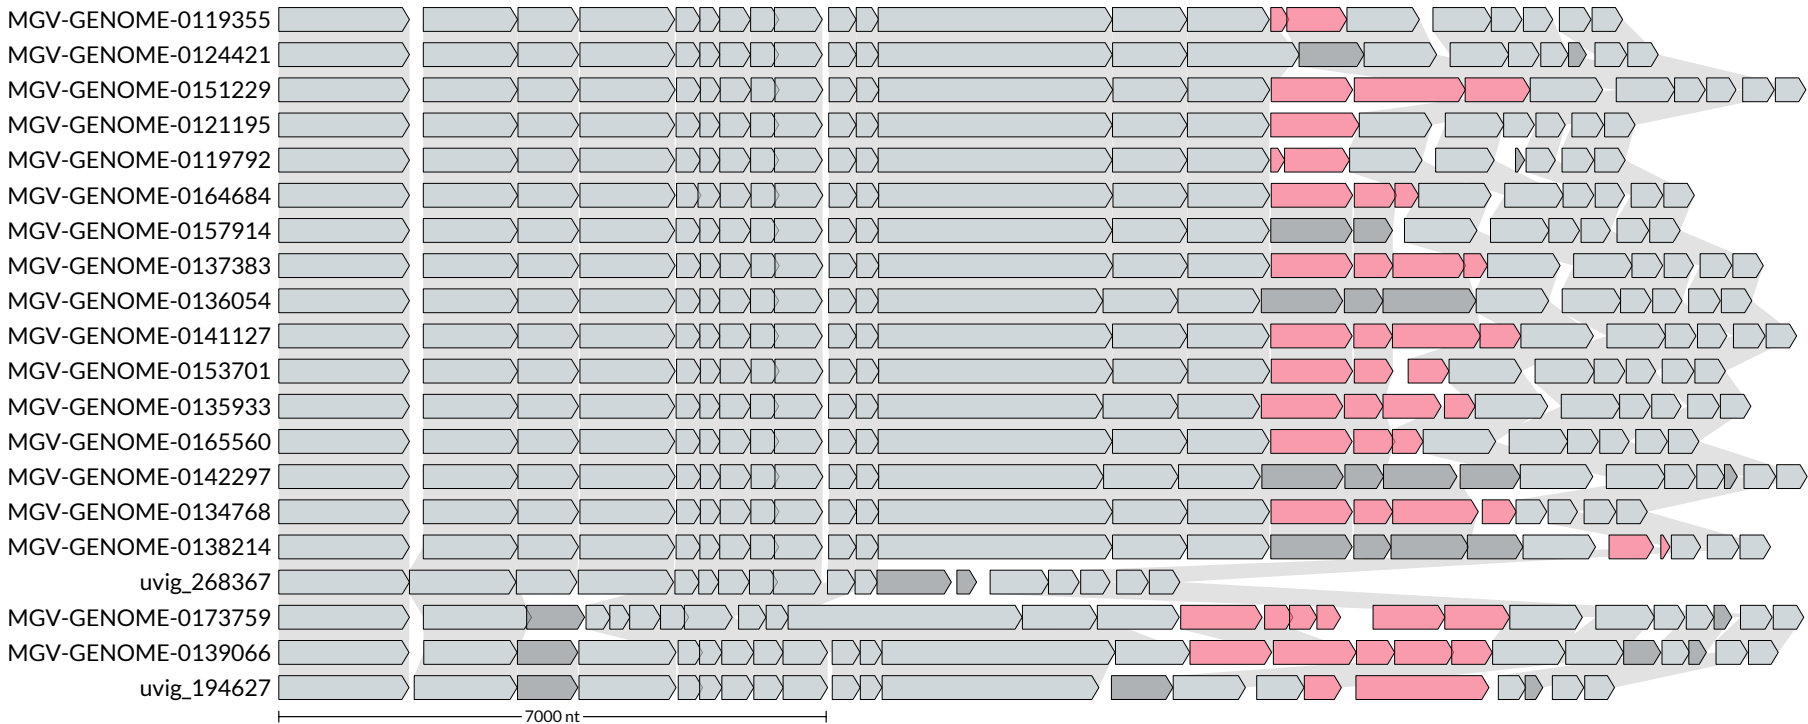 MGV-GENOME-0119355
MGV-GENOME-0124421
MGV-GENOME-0151229
MGV-GENOME-0121195
MGV-GENOME-0119792
MGV-GENOME-0164684
MGV-GENOME-0157914
MGV-GENOME-0137383
MGV-GENOME-0136054
MGV-GENOME-0141127
MGV-GENOME-0153701
MGV-GENOME-0135933
MGV-GENOME-0165560
MGV-GENOME-0142297
MGV-GENOME-0134768
MGV-GENOME-0138214
uvig_268367
MGV-GENOME-0173759
MGV-GENOME-0139066
uvig_194627
7000 nt